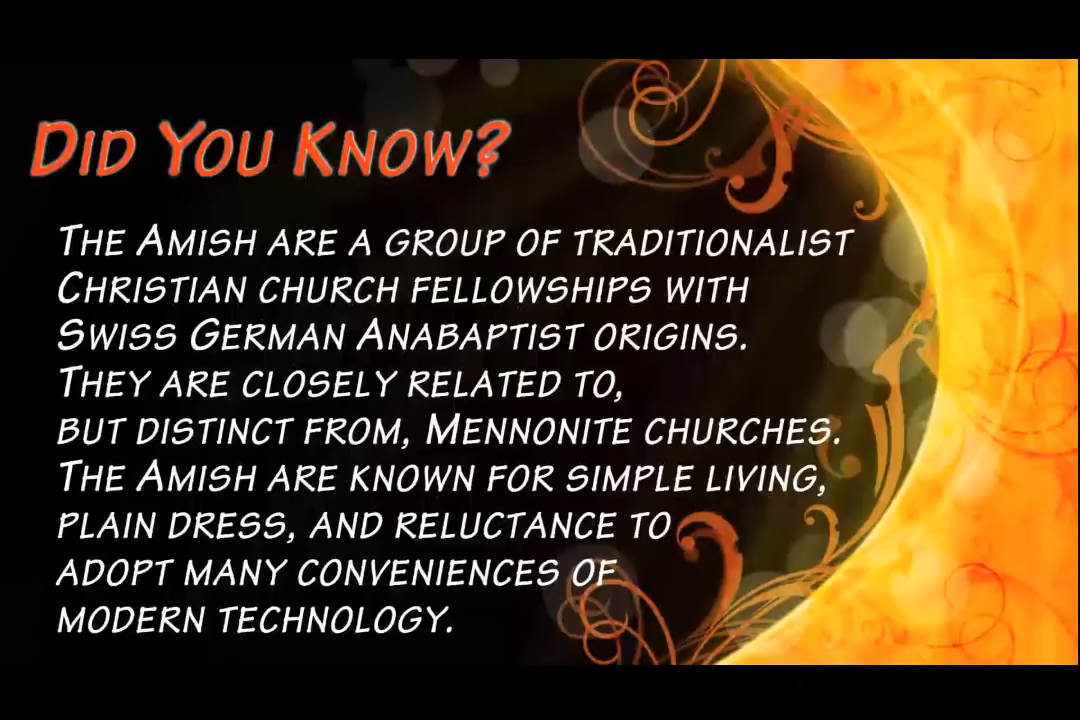 Did You Know?
The Amish are a group of traditionalist
Christian church fellowships with
Swiss German Anabaptist origins.
They are closely related to,
but distinct from, Mennonite churches.
The Amish are known for simple living,
plain dress, and reluctance to
adopt many conveniences of
modern technology.